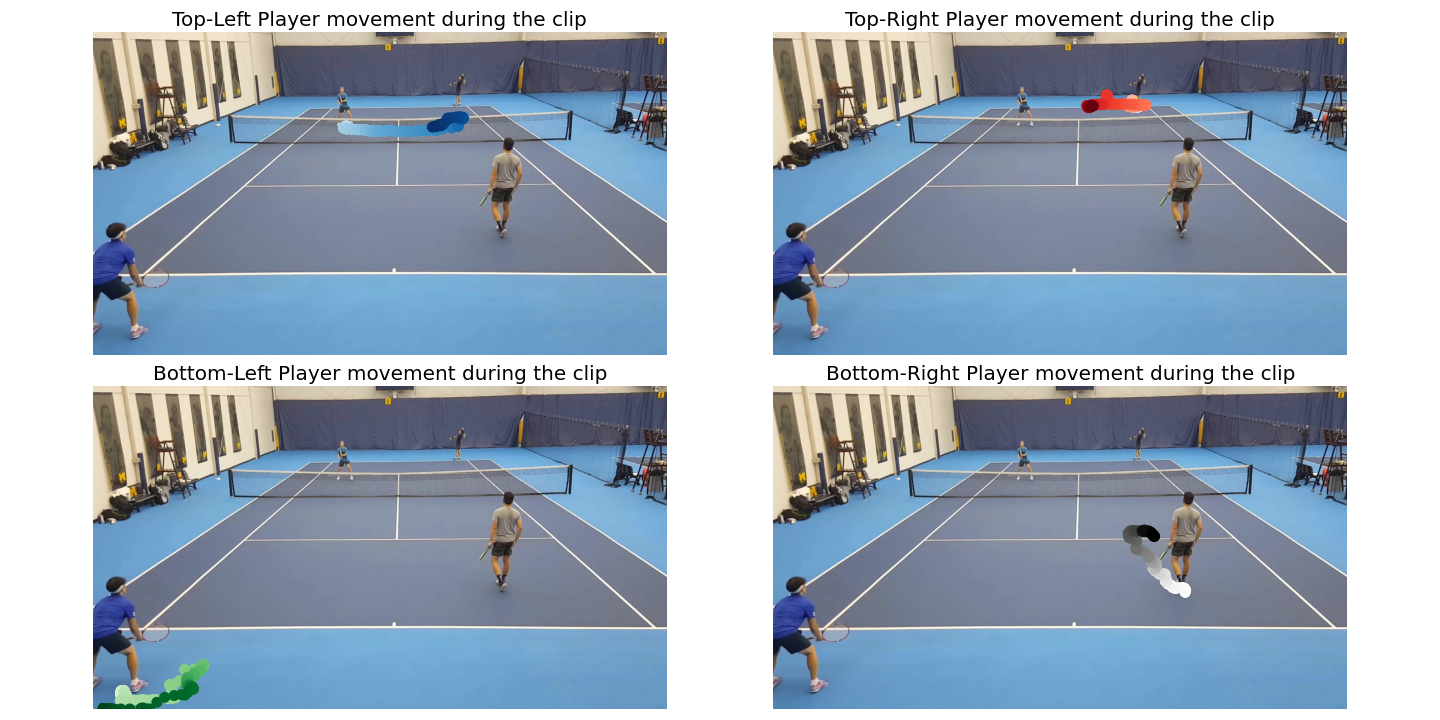 Top-Left Player movement during the clip
Top-Right Player movement during the clip
Bottom-Left Player movement during the clip
Bottom-Right Player movement during the clip